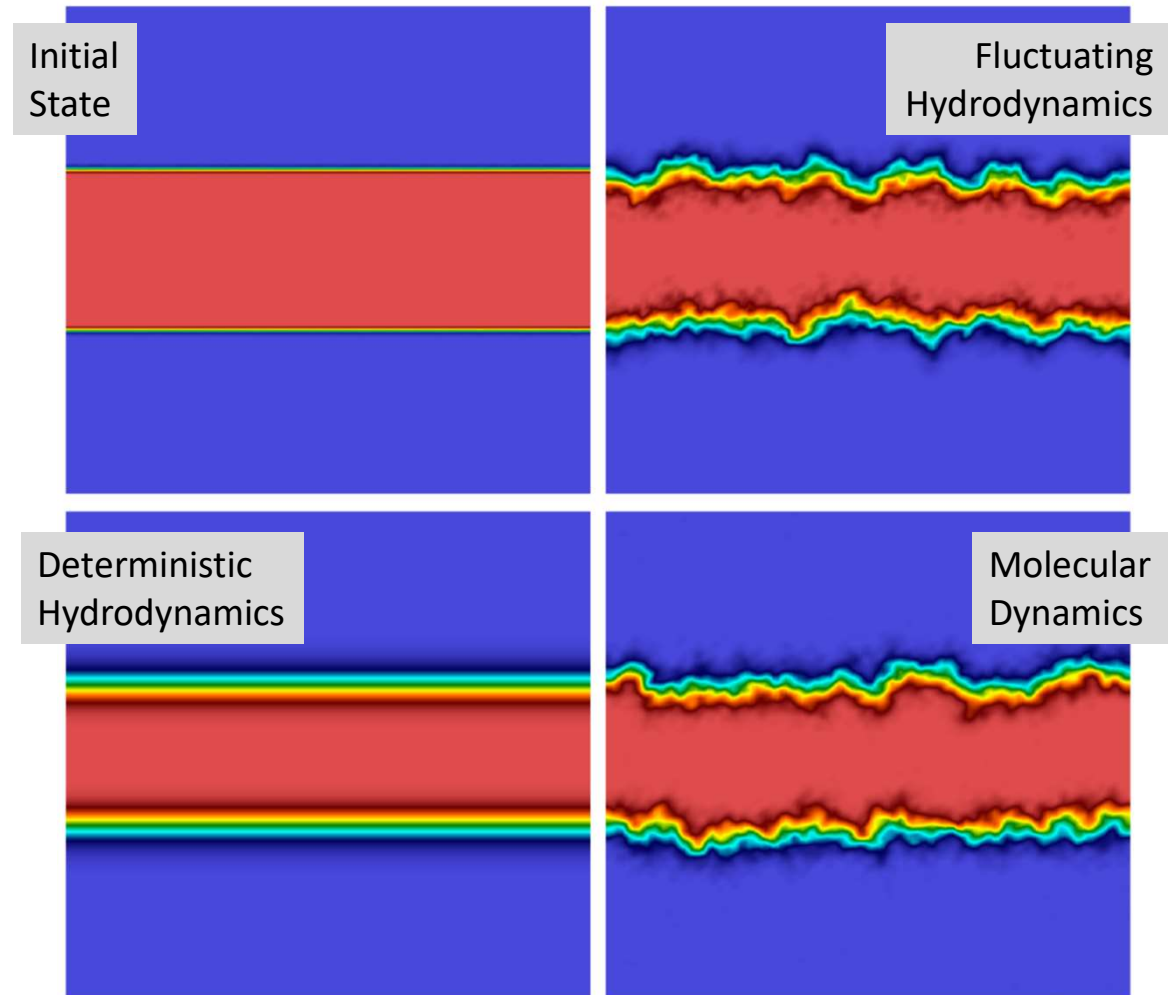 Initial
State
Fluctuating
Hydrodynamics
Deterministic
Hydrodynamics
Molecular
Dynamics